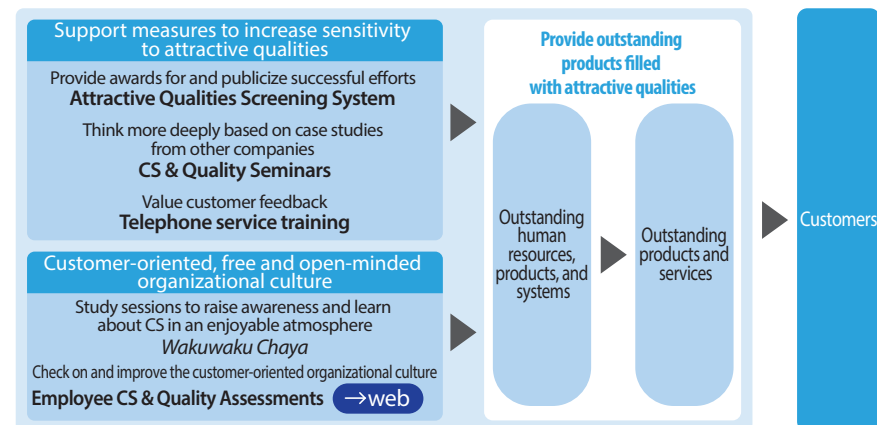 Support measures to increase sensitivity
to attractive qualities
Provide awards for and publicize successful efforts
Attractive Qualities Screening System
Think more deeply based on case studies
from other companies
CS & Quality Seminars
Value customer feedback
Telephone service training
Customer-oriented, free and open-minded
organizational culture
Study sessions to raise awareness and learn
about CS in an enjoyable atmosphere
Wakuwaku Chaya
Check on and improve the customer-oriented organizational culture
Employee CS & Quality Assessments →web
Provide outstanding
products filled
with attractive qualities
Outstanding
human
resources,
products, and
systems
Outstanding
products and
services
Customers